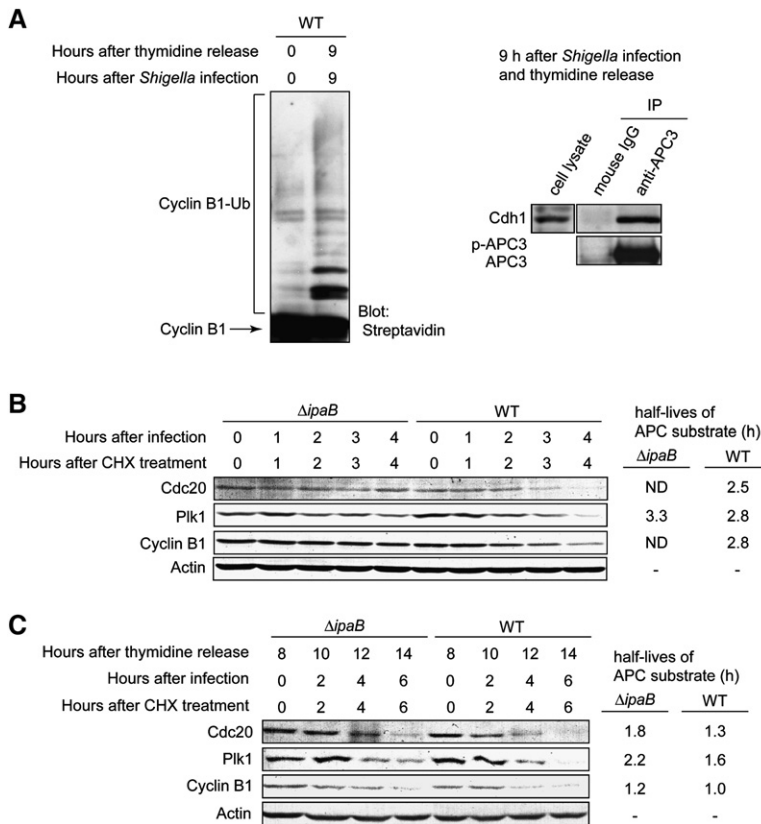 A
WT
Hours after thymidine release 0 9
Hours after Shigella infection 0 9
Cyclin B1-Ub
Cyclin B1
Blot:
Streptavidin
9 h after Shigella infection
and thymidine release
IP
cell lysate
mouse IgG
anti-APC3
Cdh1
p-APC3
APC3
B
ΔipaB WT
Hours after infection 0 1 2 3 4 0 1 2 3 4
Hours after CHX treatment 0 1 2 3 4 0 1 2 3 4
half-lives of
APC substrate (h)
ΔipaB WT
Cdc20 ND 2.5
Plk1 3.3 2.8
Cyclin B1 ND 2.8
Actin - -
C
ΔipaB WT
Hours after thymidine release 8 10 12 14 8 10 12 14
Hours after infection 0 2 4 6 0 2 4 6
Hours after CHX treatment 0 2 4 6 0 2 4 6
half-lives of
APC substrate (h)
ΔipaB WT
Cdc20 1.8 1.3
Plk1 2.2 1.6
Cyclin B1 1.2 1.0
Actin - -